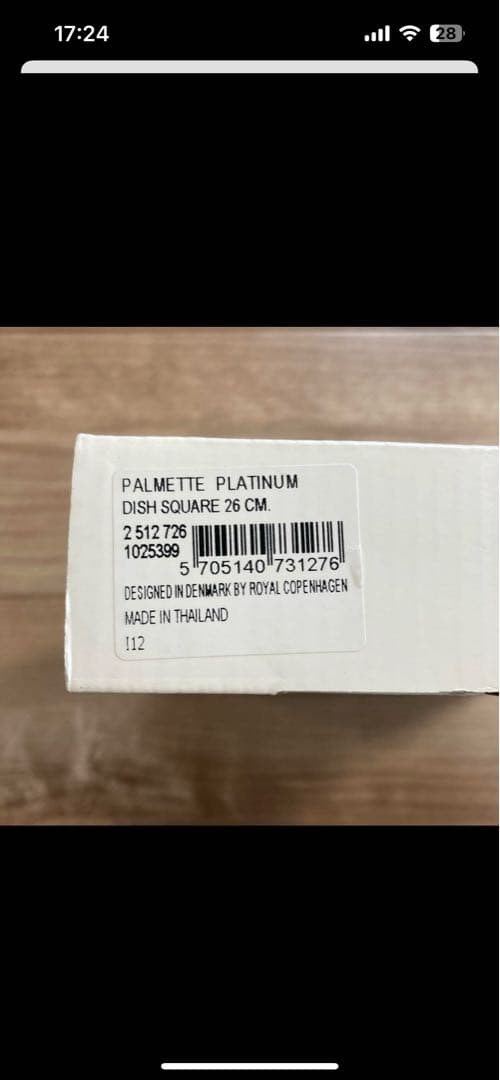 17:24
28
PALMETTE PLATINUM
DISH SQUARE 26 CM.
2 512 726
1025399
5 705140 731276
DESIGNED IN DENMARK BY ROYAL COPENHAGEN
MADE IN THAILAND
I12